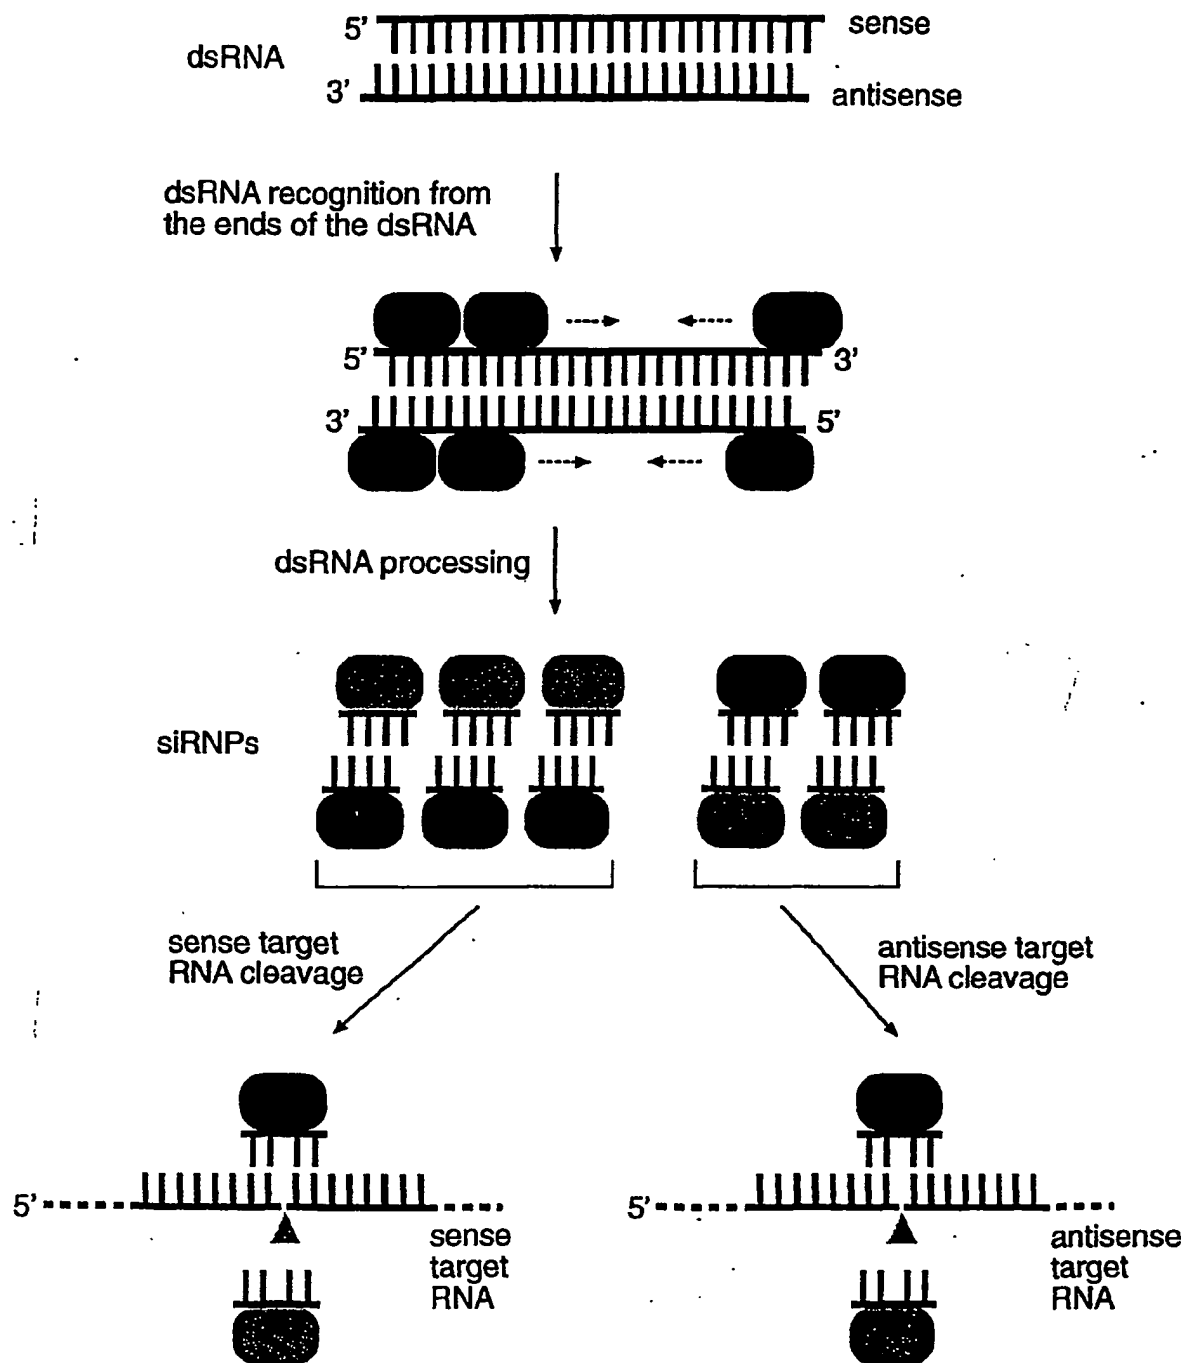 5' sense
dsRNA
3' antisense
dsRNA recognition from
the ends of the dsRNA
5' 3'
3' 5'
dsRNA processing
siRNPs
sense target
RNA cleavage
antisense target
RNA cleavage
5'
sense
target
RNA
5'
antisense
target
RNA